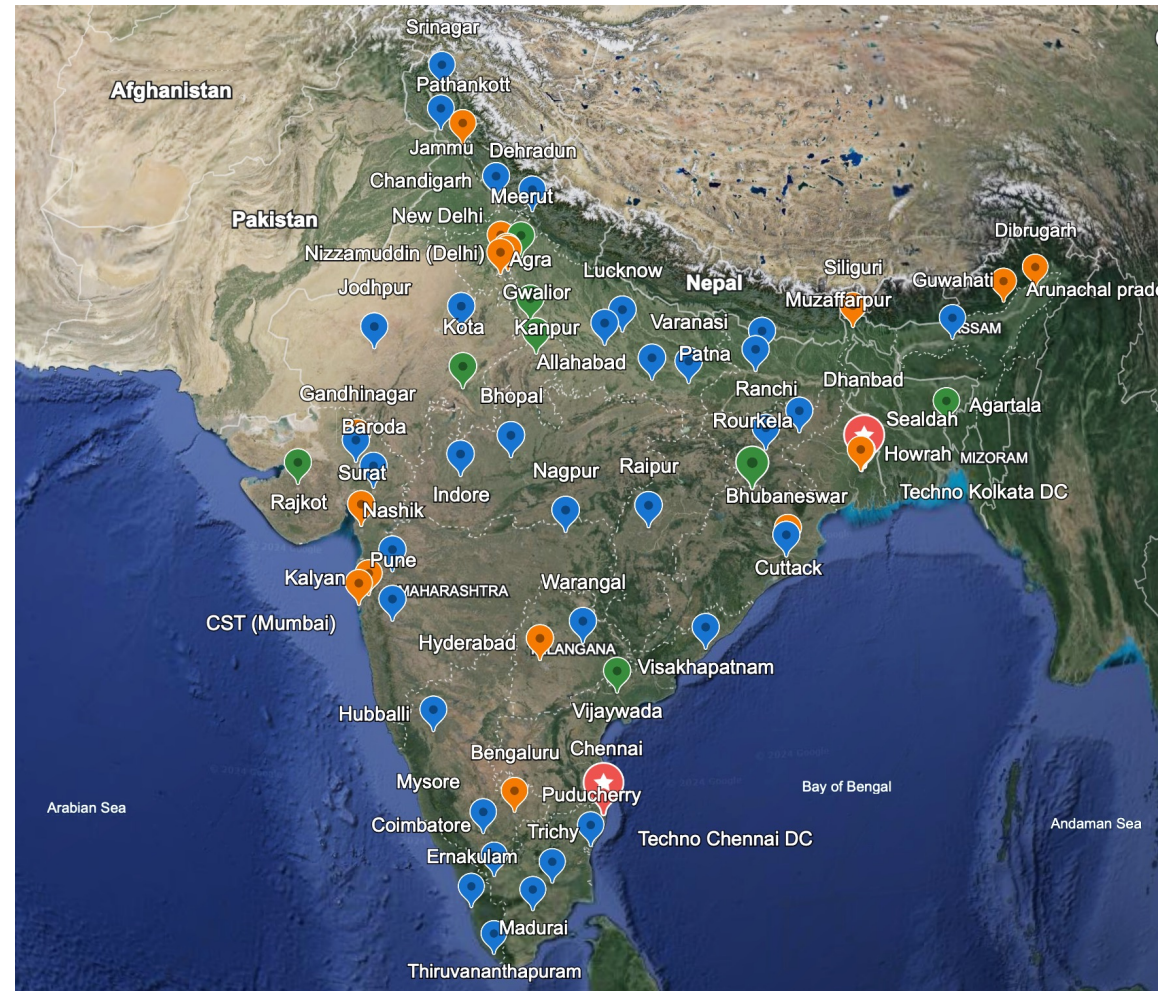 Srinagar
Afghanistan
Pathankott
Jammu
Dehradun
Chandigarh
Meerut
Pakistan
New Delhi
Dibrugarh
Nizzamuddin (Delhi)
Agra
Lucknow
Siliguri
Nepal
Guwahati
Jodhpur
Gwalior
Muzaffarpur
Arunachal prade
Kota
Kanpur
Varanasi
ASSAM
Allahabad
Patna
Gandhinagar
Bhopal
Ranchi
Dhanbad
Agartala
Baroda
Rourkela
Sealdah
Howrah
MIZORAM
Surat
Nagpur
Raipur
Rajkot
Indore
Bhubaneswar
Techno Kolkata DC
Nashik
Pune
Cuttack
Kalyan
MAHARASHTRA
Warangal
CST (Mumbai)
Hyderabad
Visakhapatnam
Hubballi
Vijaywada
Bengaluru
Chennai
© 2024 Google
Mysore
Puducherry
Bay of Bengal
Arabian Sea
Coimbatore
Trichy
Techno Chennai DC
Andaman Sea
Ernakulam
Madurai
Thiruvananthapuram